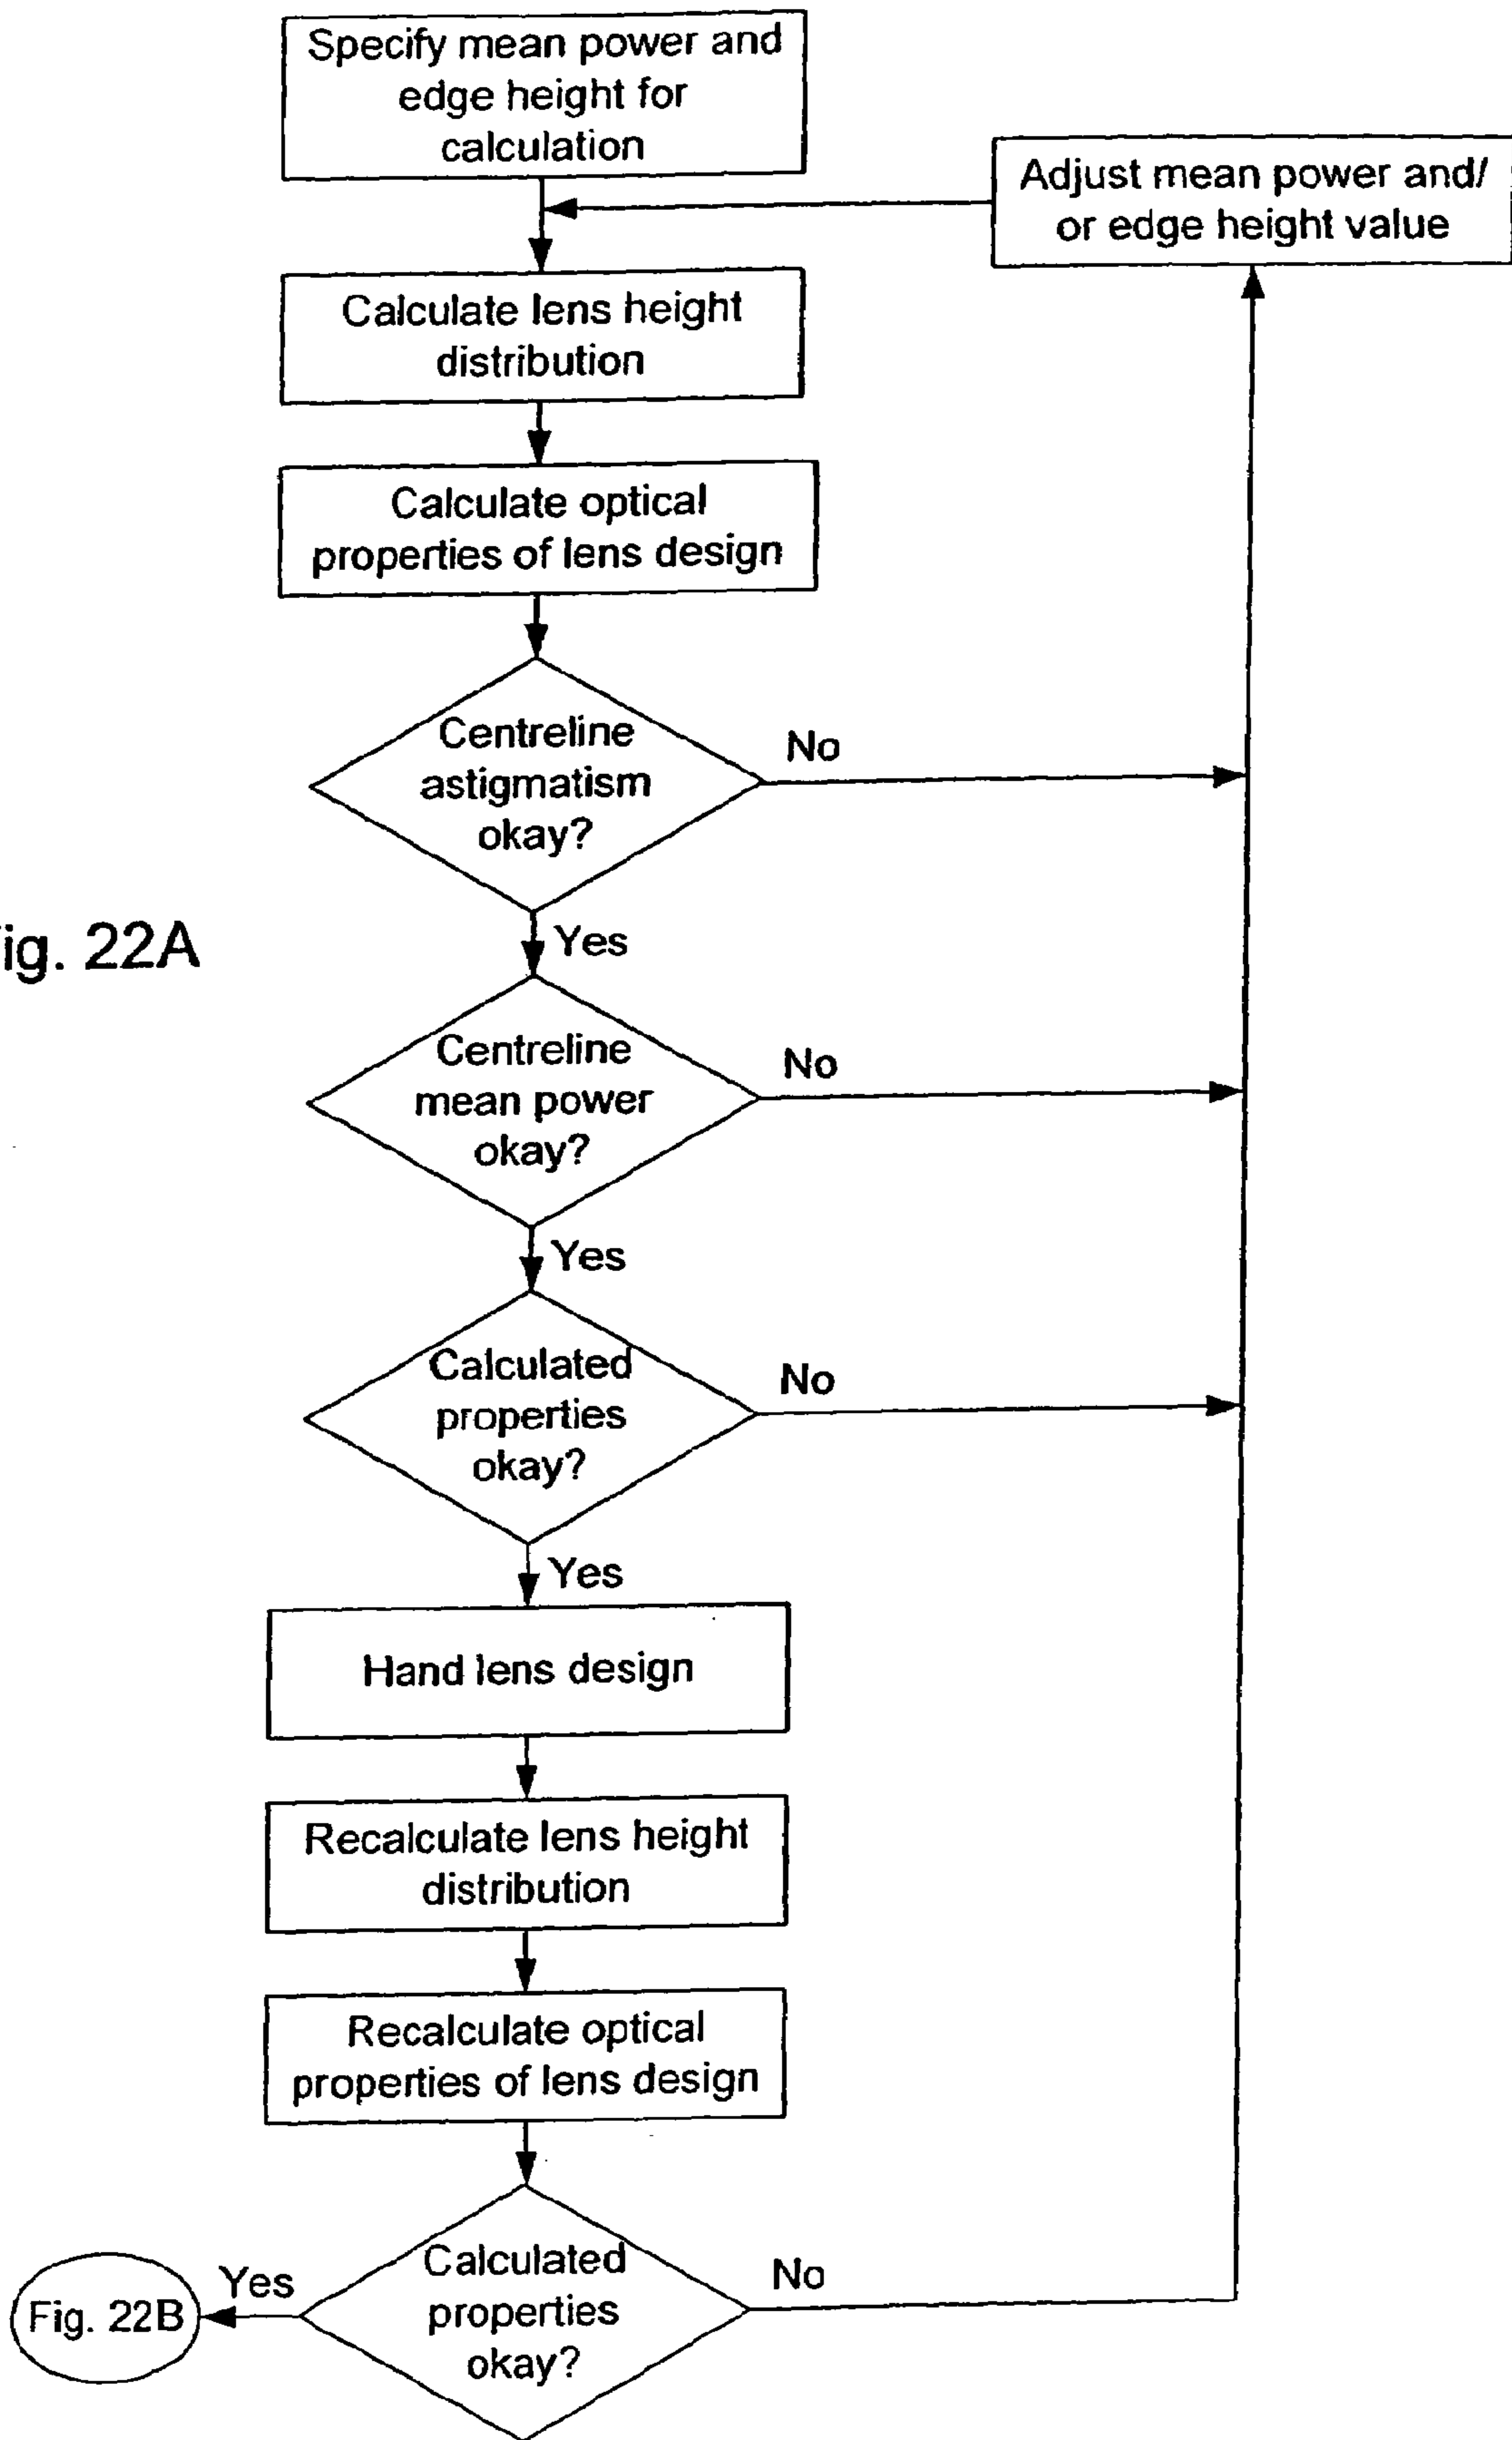 Specify mean power and
edge height for
calculation
Adjust mean power and/
or edge height value
Calculate lens height
distribution
Calculate optical
properties of lens design
Centreline
astigmatism
okay?
No
ig. 22A
Yes
Centreline
mean power
okay?
No
Yes
Calculated
properties
okay?
No
Yes
Hand lens design
Recalculate lens height
distribution
Recalculate optical
properties of lens design
Calculated
properties
okay?
No
Yes
Fig. 22B